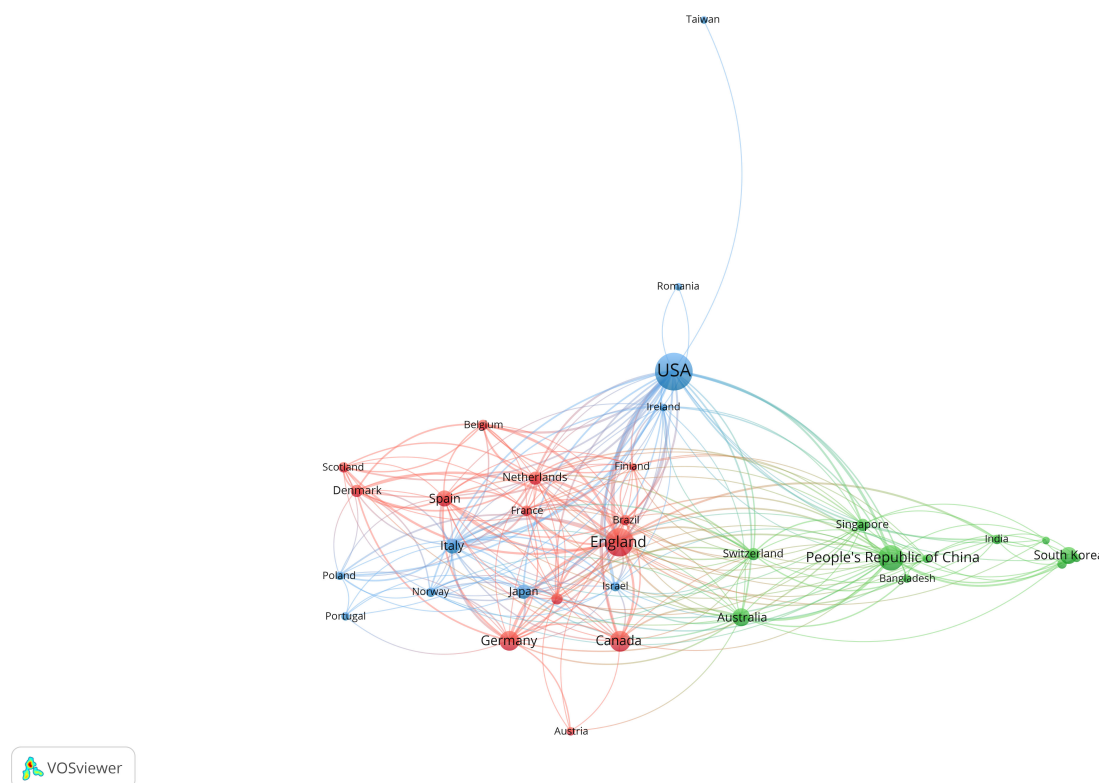 Taiwan
Romania
USA
Ireland
Belgium
Scotland
Finland
Netherlands
Denmark
Spain
France
Brazil
Singapore
India
England
Italy
Switzerland
People's Republic of China
South Korea
Poland
Bangladesh
Israel
Norway
Japan
Portugal
Australia
Germany
Canada
Austria
VOSviewer